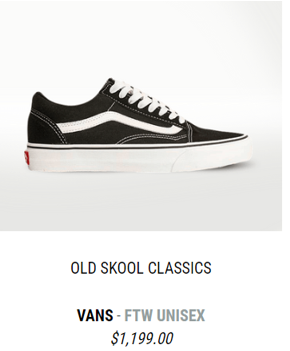 OLD SKOOL CLASSICS
VANS - FTW UNISEX
$1,199.00